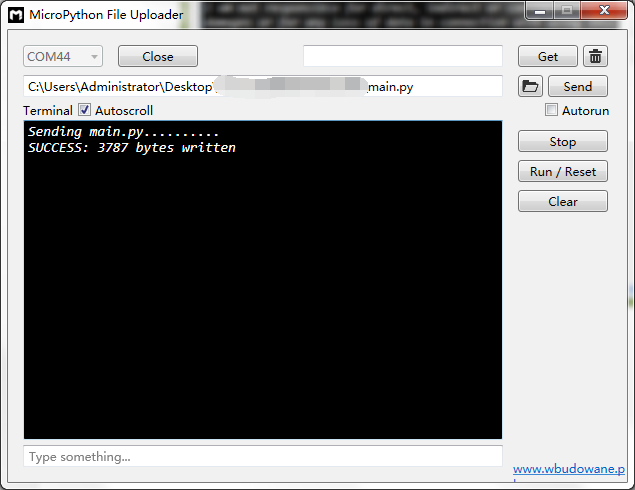 MicroPython File Uploader
COM44
Close
Get
C:\Users\Administrator\Desktop\ main.py
Send
Terminal Autoscroll
Autorun
Sending main.py..........
SUCCESS: 3787 bytes written
Stop
Run / Reset
Clear
Type something...
www.wbudowane.p